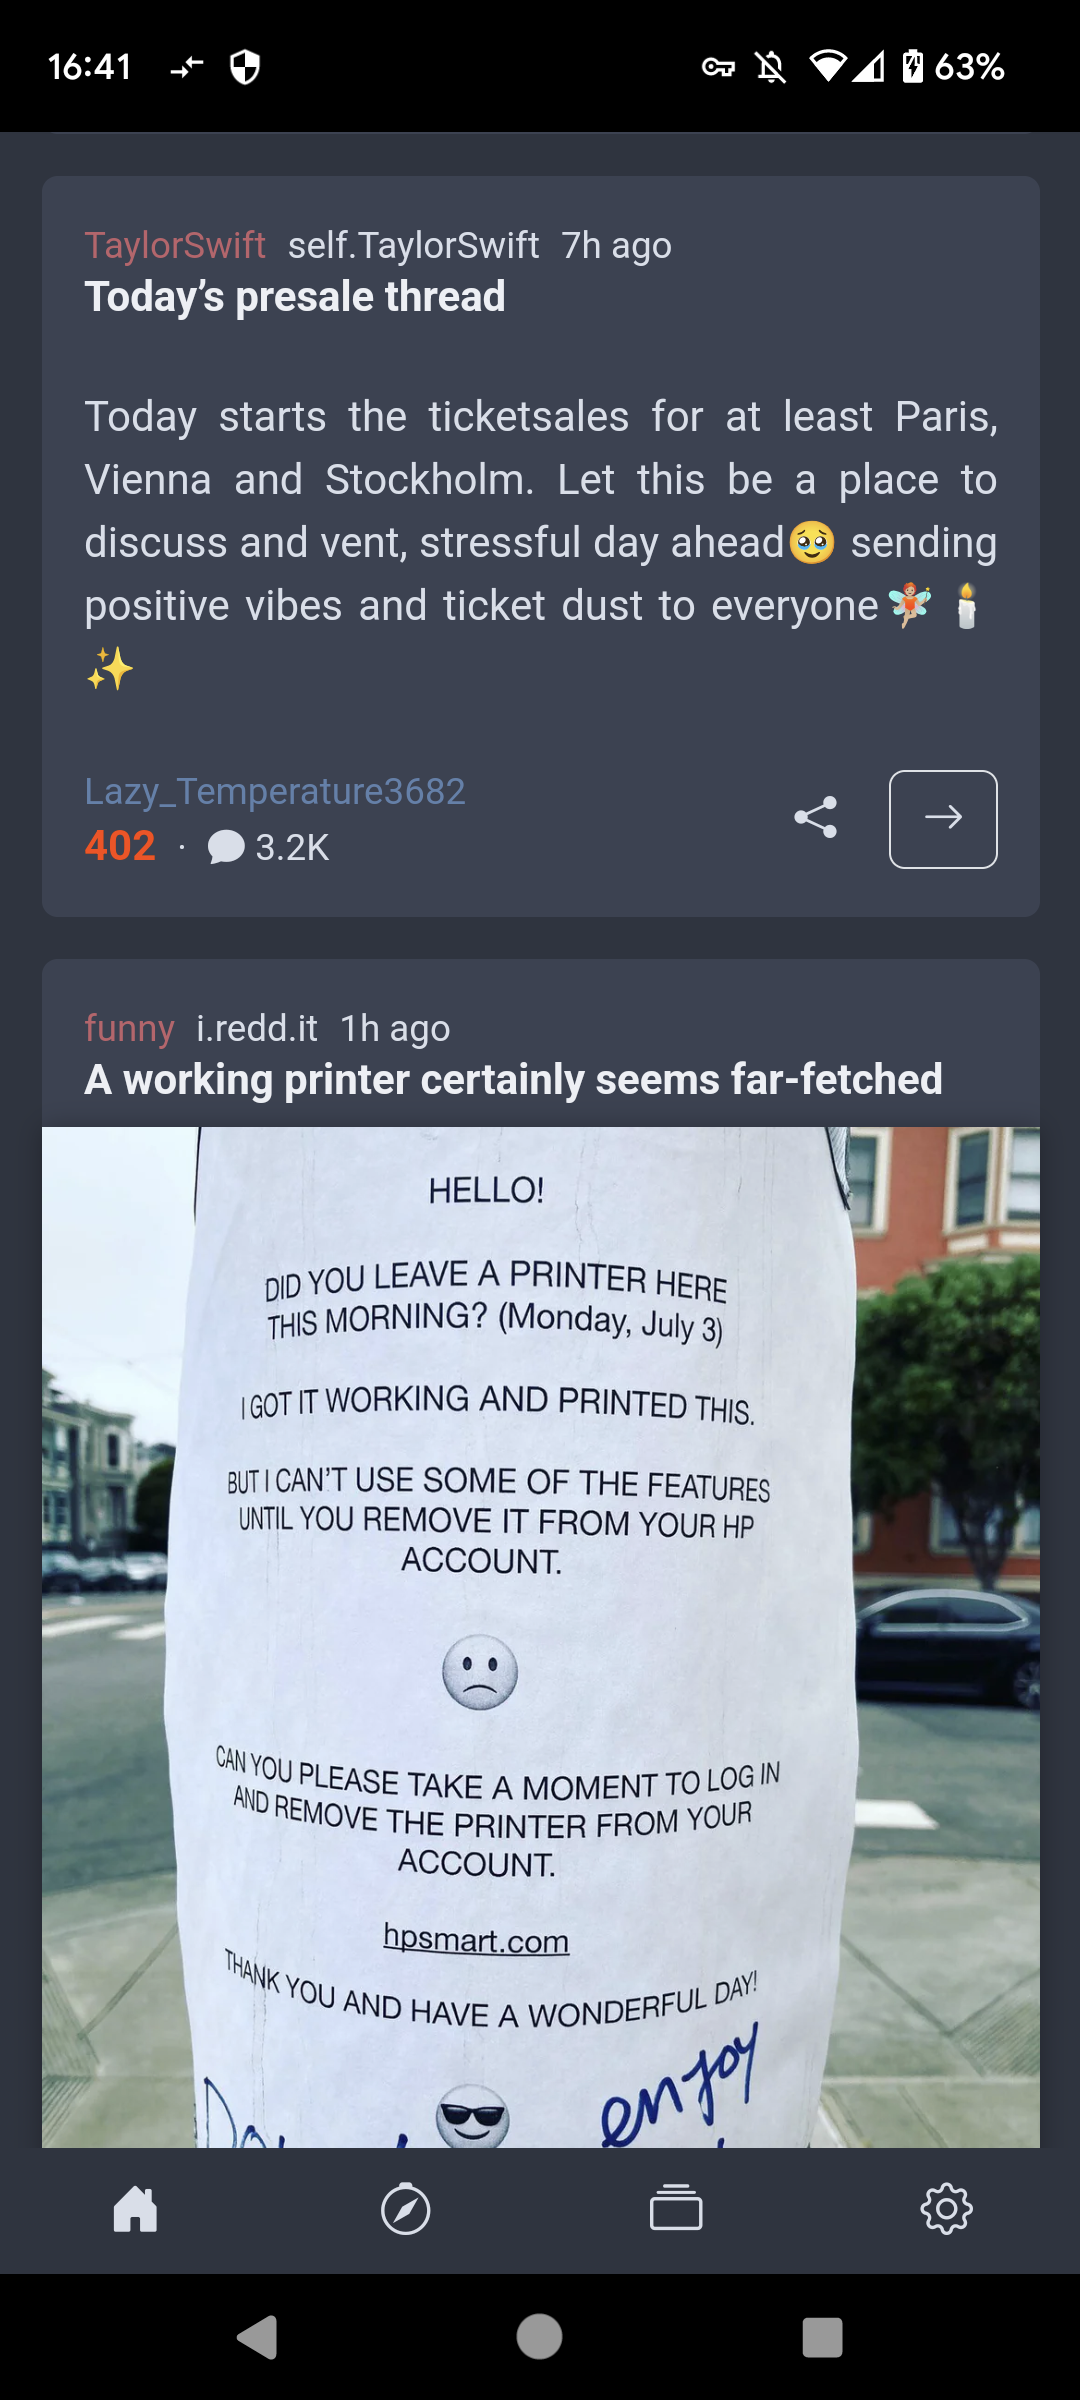 16:41
63%
TaylorSwift self.TaylorSwift 7h ago
Today’s presale thread
Today starts the ticketsales for at least Paris,
Vienna and Stockholm. Let this be a place to
discuss and vent, stressful day ahead🥹 sending
positive vibes and ticket dust to everyone🧚🏼 🕯️
✨
Lazy_Temperature3682
402 · 3.2K
funny i.redd.it 1h ago
A working printer certainly seems far-fetched
HELLO!
DID YOU LEAVE A PRINTER HERE
THIS MORNING? (Monday, July 3)
I GOT IT WORKING AND PRINTED THIS.
BUT I CAN’T USE SOME OF THE FEATURES
UNTIL YOU REMOVE IT FROM YOUR HP
ACCOUNT.
🙁
CAN YOU PLEASE TAKE A MOMENT TO LOG IN
AND REMOVE THE PRINTER FROM YOUR
ACCOUNT.
hpsmart.com
THANK YOU AND HAVE A WONDERFUL DAY!
😎
enjoy